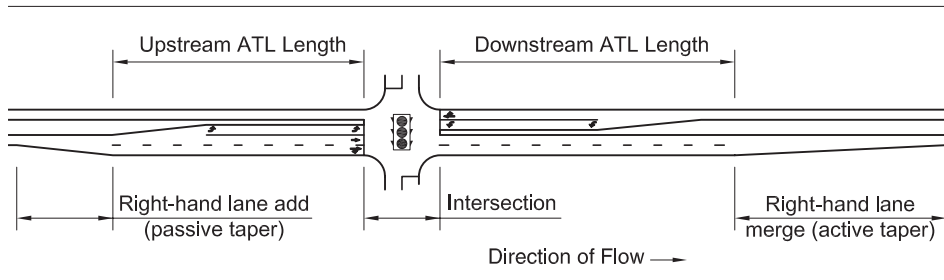 Upstream ATL Length
Downstream ATL Length
Right-hand lane add
(passive taper)
Intersection
Right-hand lane
merge (active taper)
Direction of Flow